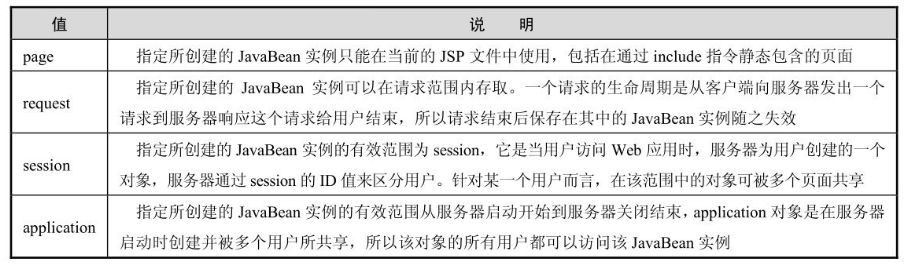 值 说 明
page 指定所创建的 JavaBean 实例只能在当前的 JSP 文件中使用，包括在通过 include 指令静态包含的页面
request 指定所创建的 JavaBean 实例可以在请求范围内存取。一个请求的生命周期是从客户端向服务器发出一个
请求到服务器响应这个请求给用户结束，所以请求结束后保存在其中的 JavaBean 实例随之失效
session 指定所创建的 JavaBean 实例的有效范围为 session，它是当用户访问 Web 应用时，服务器为用户创建的一个
对象，服务器通过 session 的 ID 值来区分用户。针对某一个用户而言，在该范围中的对象可被多个页面共享
application 指定所创建的 JavaBean 实例的有效范围从服务器启动开始到服务器关闭结束，application 对象是在服务器
启动时创建并被多个用户所共享，所以该对象的所有用户都可以访问该 JavaBean 实例